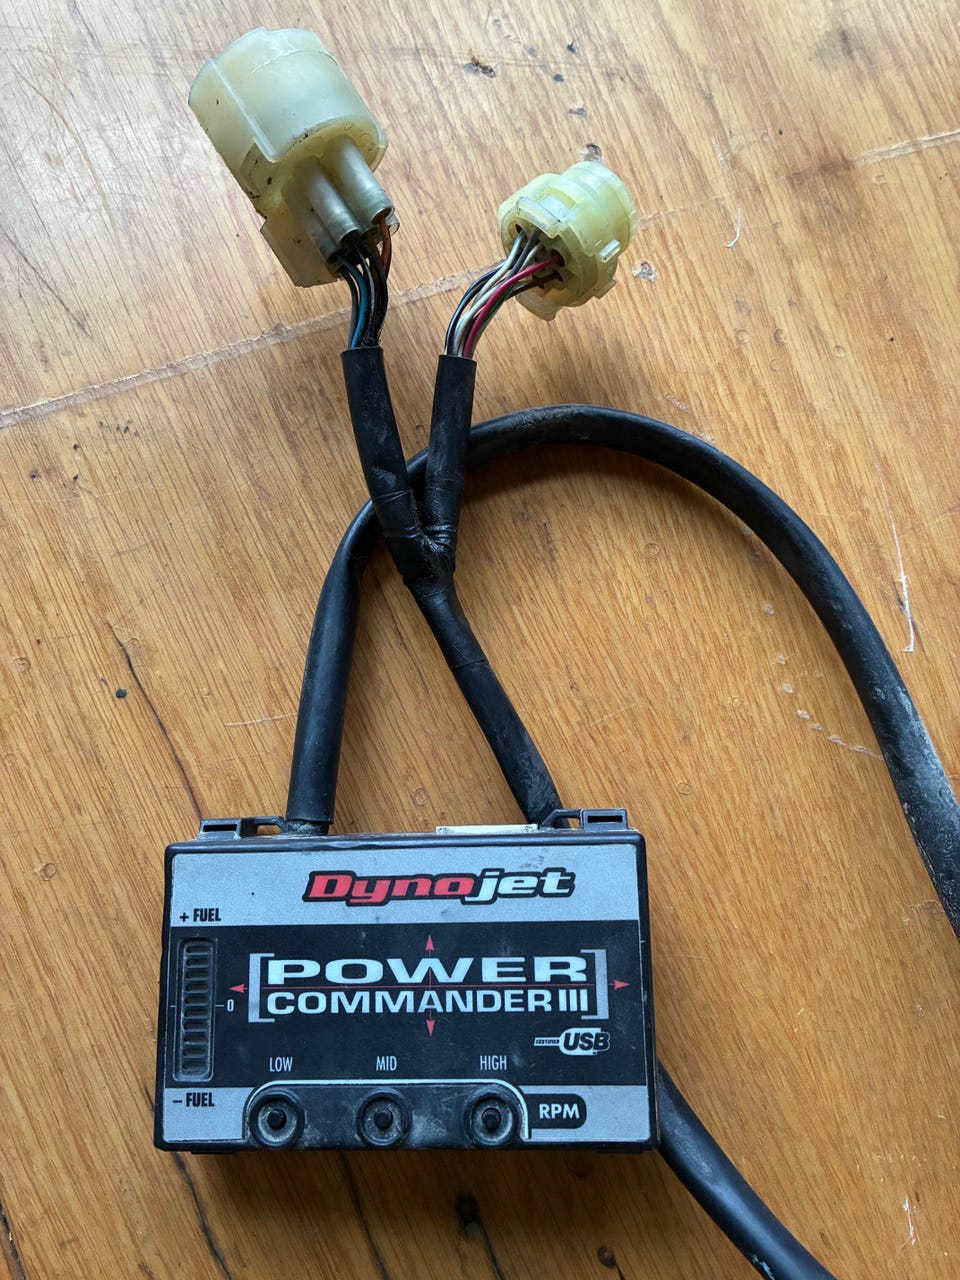 Dynojet
+ FUEL
POWER
COMMANDER III
0
CERTIFIED USB
LOW MID HIGH
– FUEL
RPM